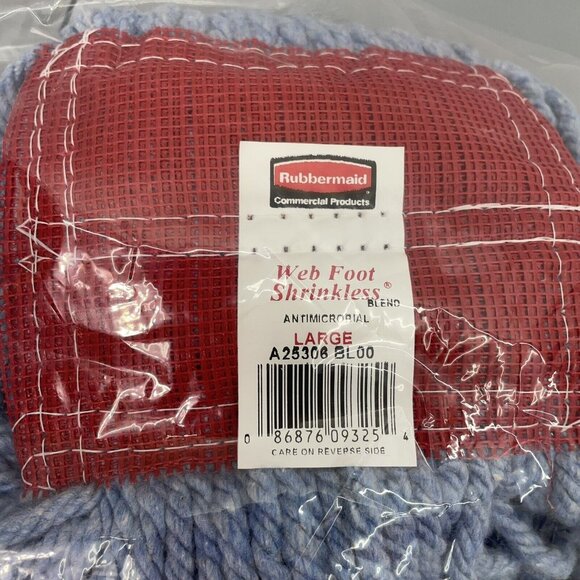 Rubbermaid
Commercial Products
Web Foot
Shrinkless®
BLEND
ANTIMICROBIAL
LARGE
A25306 BL00
0 86876 09325 4
CARE ON REVERSE SIDE